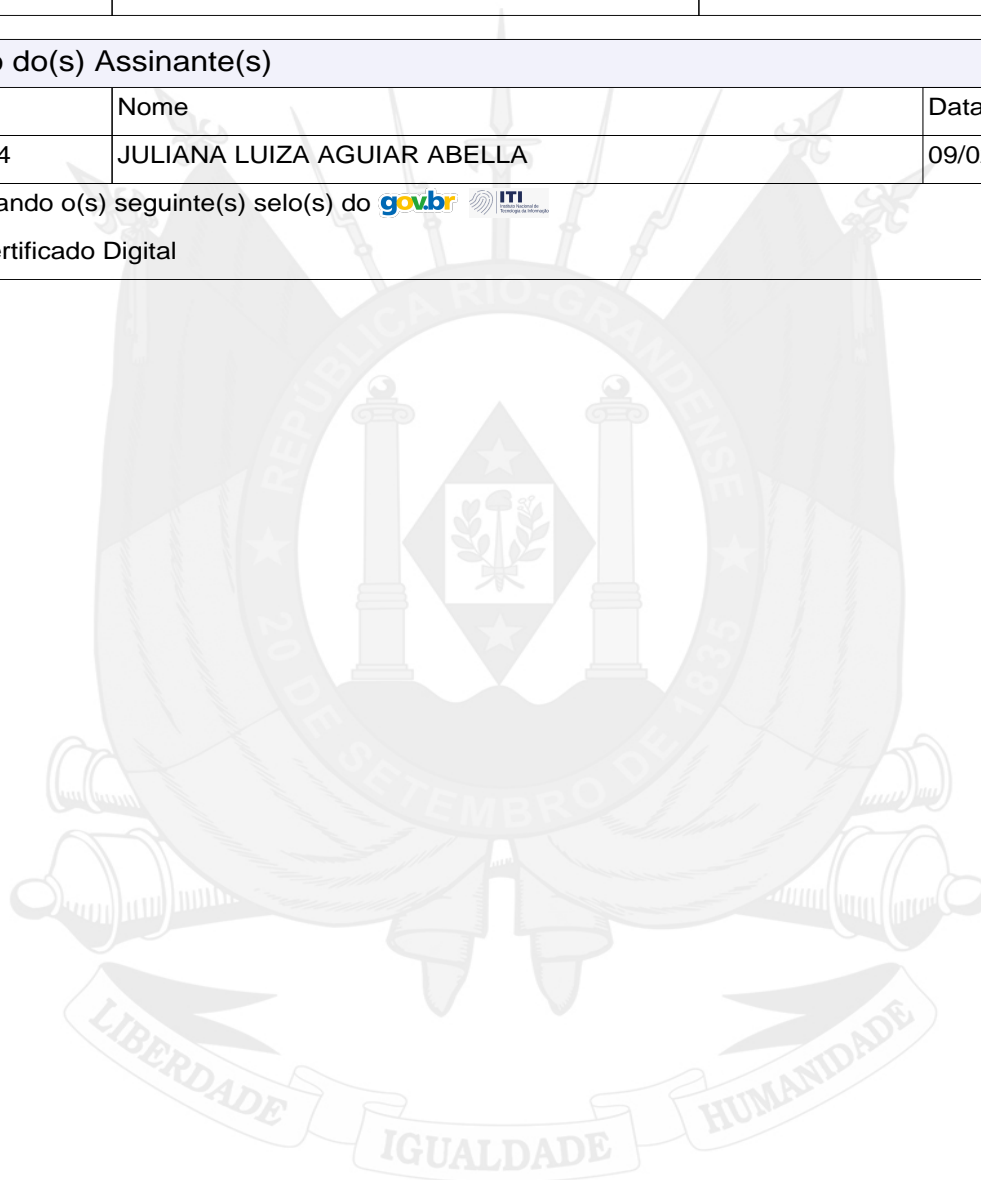 o do(s) Assinante(s)
Nome
Data
4
JULIANA LUIZA AGUIAR ABELLA
09/0
ando o(s) seguinte(s) selo(s) do gov.br ITI
rtificado Digital
REPÚBLICA RIO-GRANDENSE
20 DE SETEMBRO DE 1835
LIBERDADE
IGUALDADE
HUMANIDADE